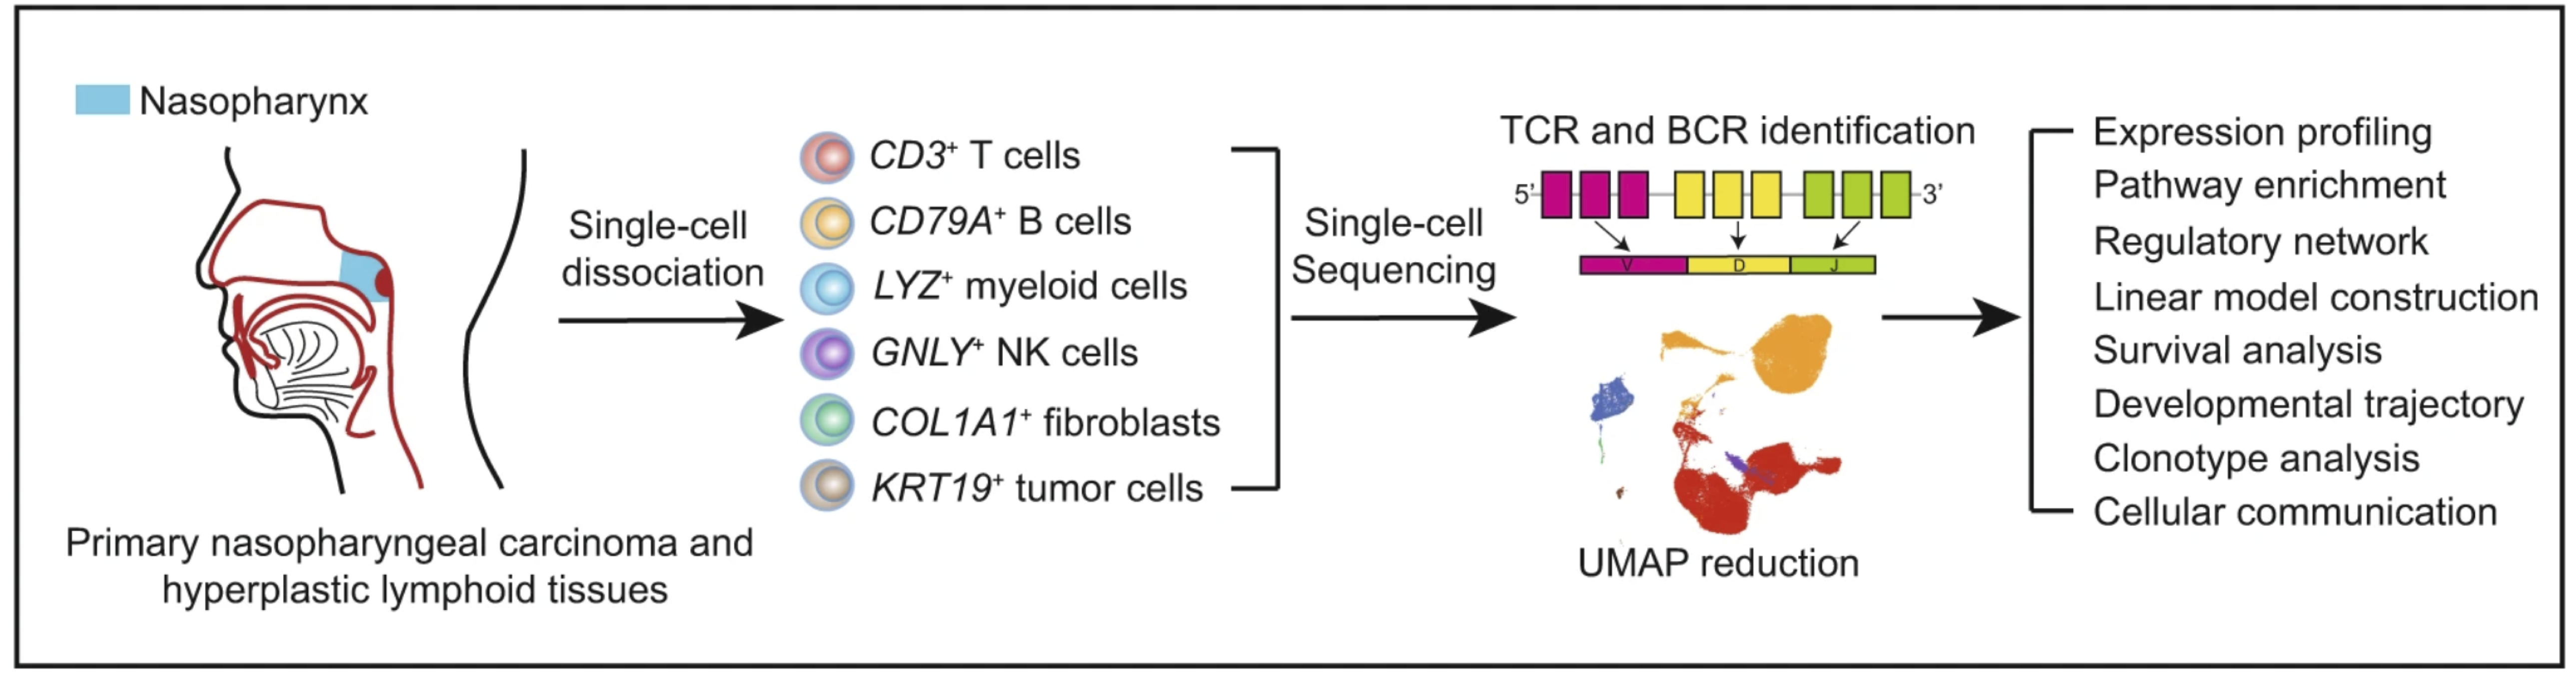 Nasopharynx
Primary nasopharyngeal carcinoma and
hyperplastic lymphoid tissues
Single-cell
dissociation
CD3⁺ T cells
CD79A⁺ B cells
LYZ⁺ myeloid cells
GNLY⁺ NK cells
COL1A1⁺ fibroblasts
KRT19⁺ tumor cells
Single-cell
Sequencing
TCR and BCR identification
5’ 3’
V D J
UMAP reduction
Expression profiling
Pathway enrichment
Regulatory network
Linear model construction
Survival analysis
Developmental trajectory
Clonotype analysis
Cellular communication